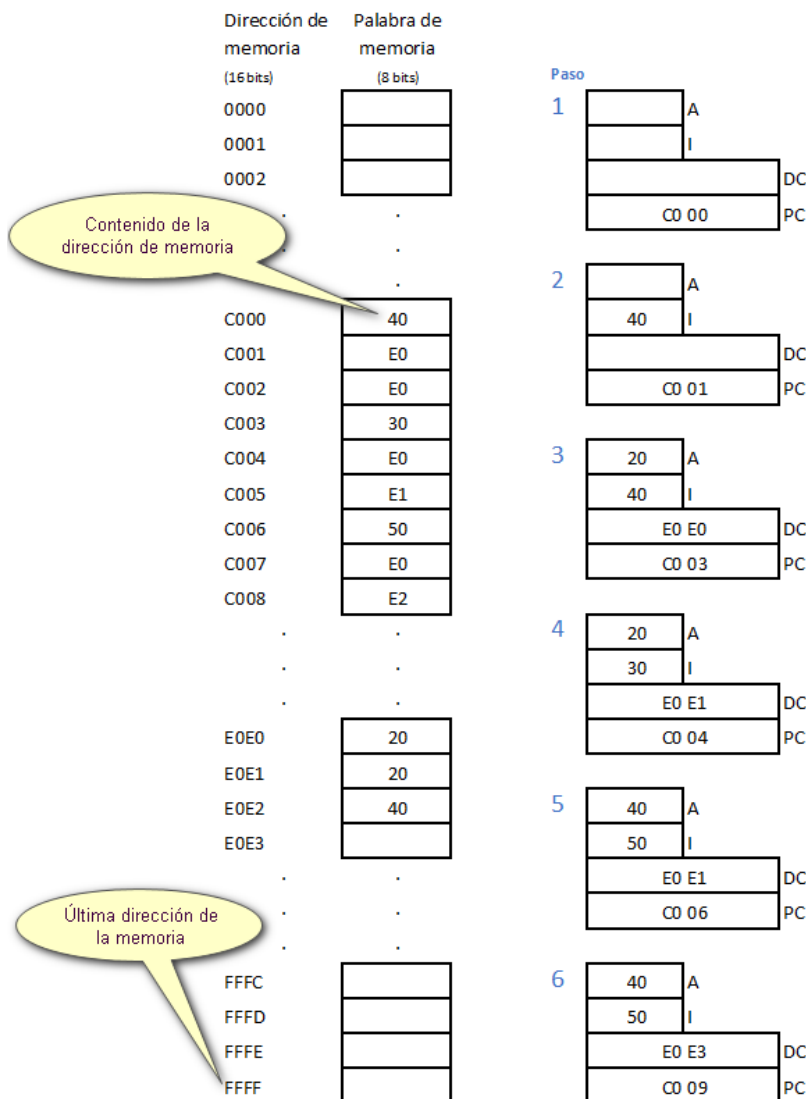 Dirección de memoria (16 bits)
Palabra de memoria (8 bits)
Paso
0000
0001
0002
.
.
.
.
Contenido de la dirección de memoria
C000 40
C001 E0
C002 E0
C003 30
C004 E0
C005 E1
C006 50
C007 E0
C008 E2
. .
. .
. .
E0E0 20
E0E1 20
E0E2 40
E0E3
. .
. .
. .
Última dirección de la memoria
FFFC
FFFD
FFFE
FFFF
1
A
I
DC
C0 00 PC
2
A
40 I
DC
C0 01 PC
3
20 A
40 I
E0 E0 DC
C0 03 PC
4
20 A
30 I
E0 E1 DC
C0 04 PC
5
40 A
50 I
E0 E1 DC
C0 06 PC
6
40 A
50 I
E0 E3 DC
C0 09 PC